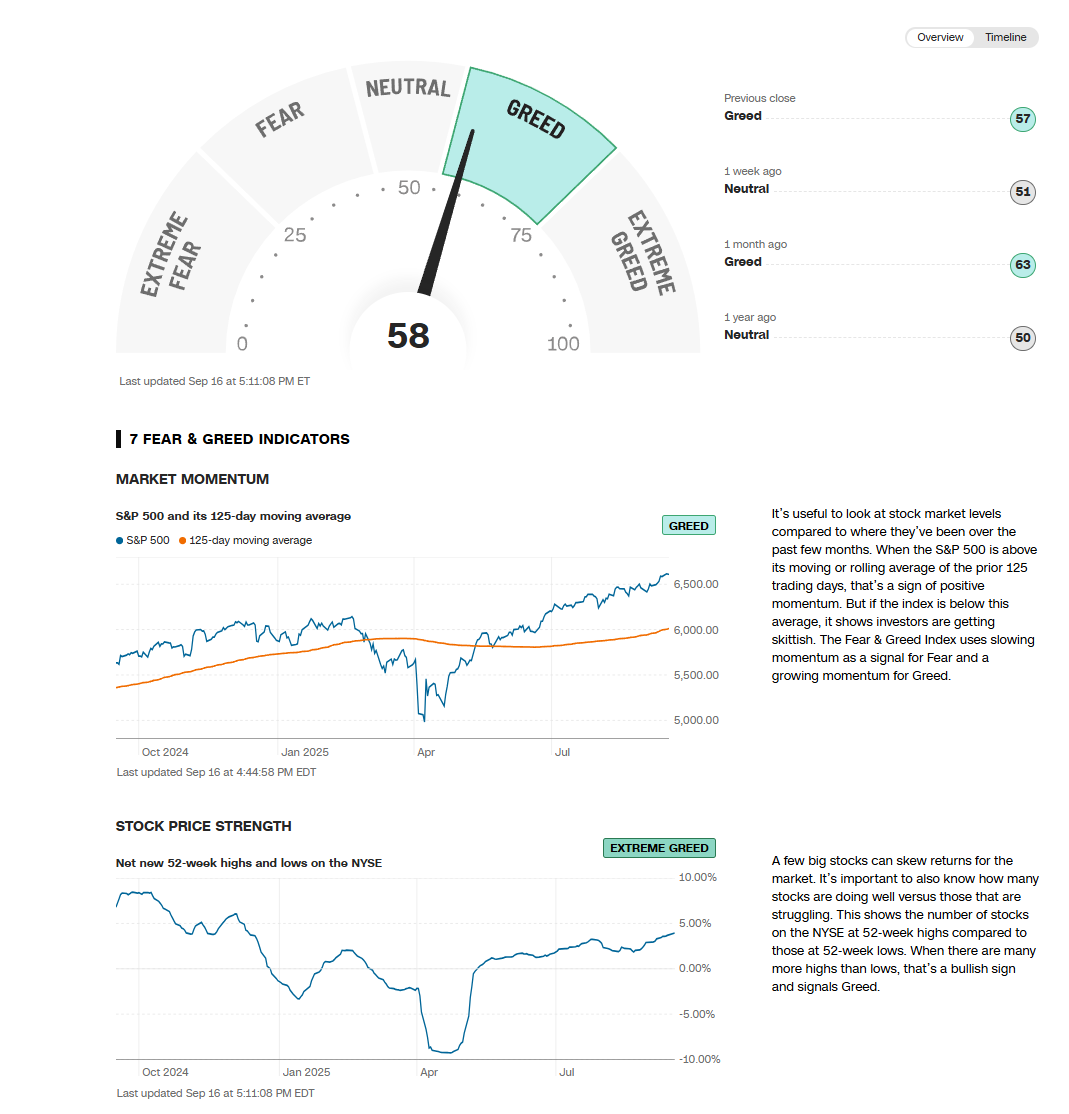 Overview Timeline
EXTREME
FEAR
FEAR
NEUTRAL
GREED
EXTREME
GREED
0
25
50
75
100
58
Last updated Sep 16 at 5:11:08 PM ET
Previous close
Greed 57
1 week ago
Neutral 51
1 month ago
Greed 63
1 year ago
Neutral 50
7 FEAR & GREED INDICATORS
MARKET MOMENTUM
S&P 500 and its 125-day moving average
GREED
S&P 500 125-day moving average
6,500.00
6,000.00
5,500.00
5,000.00
Oct 2024 Jan 2025 Apr Jul
Last updated Sep 16 at 4:44:58 PM EDT
It's useful to look at stock market levels
compared to where they've been over the
past few months. When the S&P 500 is above
its moving or rolling average of the prior 125
trading days, that's a sign of positive
momentum. But if the index is below this
average, it shows investors are getting
skittish. The Fear & Greed Index uses slowing
momentum as a signal for Fear and a
growing momentum for Greed.
STOCK PRICE STRENGTH
EXTREME GREED
Net new 52-week highs and lows on the NYSE
10.00%
5.00%
0.00%
-5.00%
-10.00%
Oct 2024 Jan 2025 Apr Jul
Last updated Sep 16 at 5:11:08 PM EDT
A few big stocks can skew returns for the
market. It's important to also know how many
stocks are doing well versus those that are
struggling. This shows the number of stocks
on the NYSE at 52-week highs compared to
those at 52-week lows. When there are many
more highs than lows, that's a bullish sign
and signals Greed.